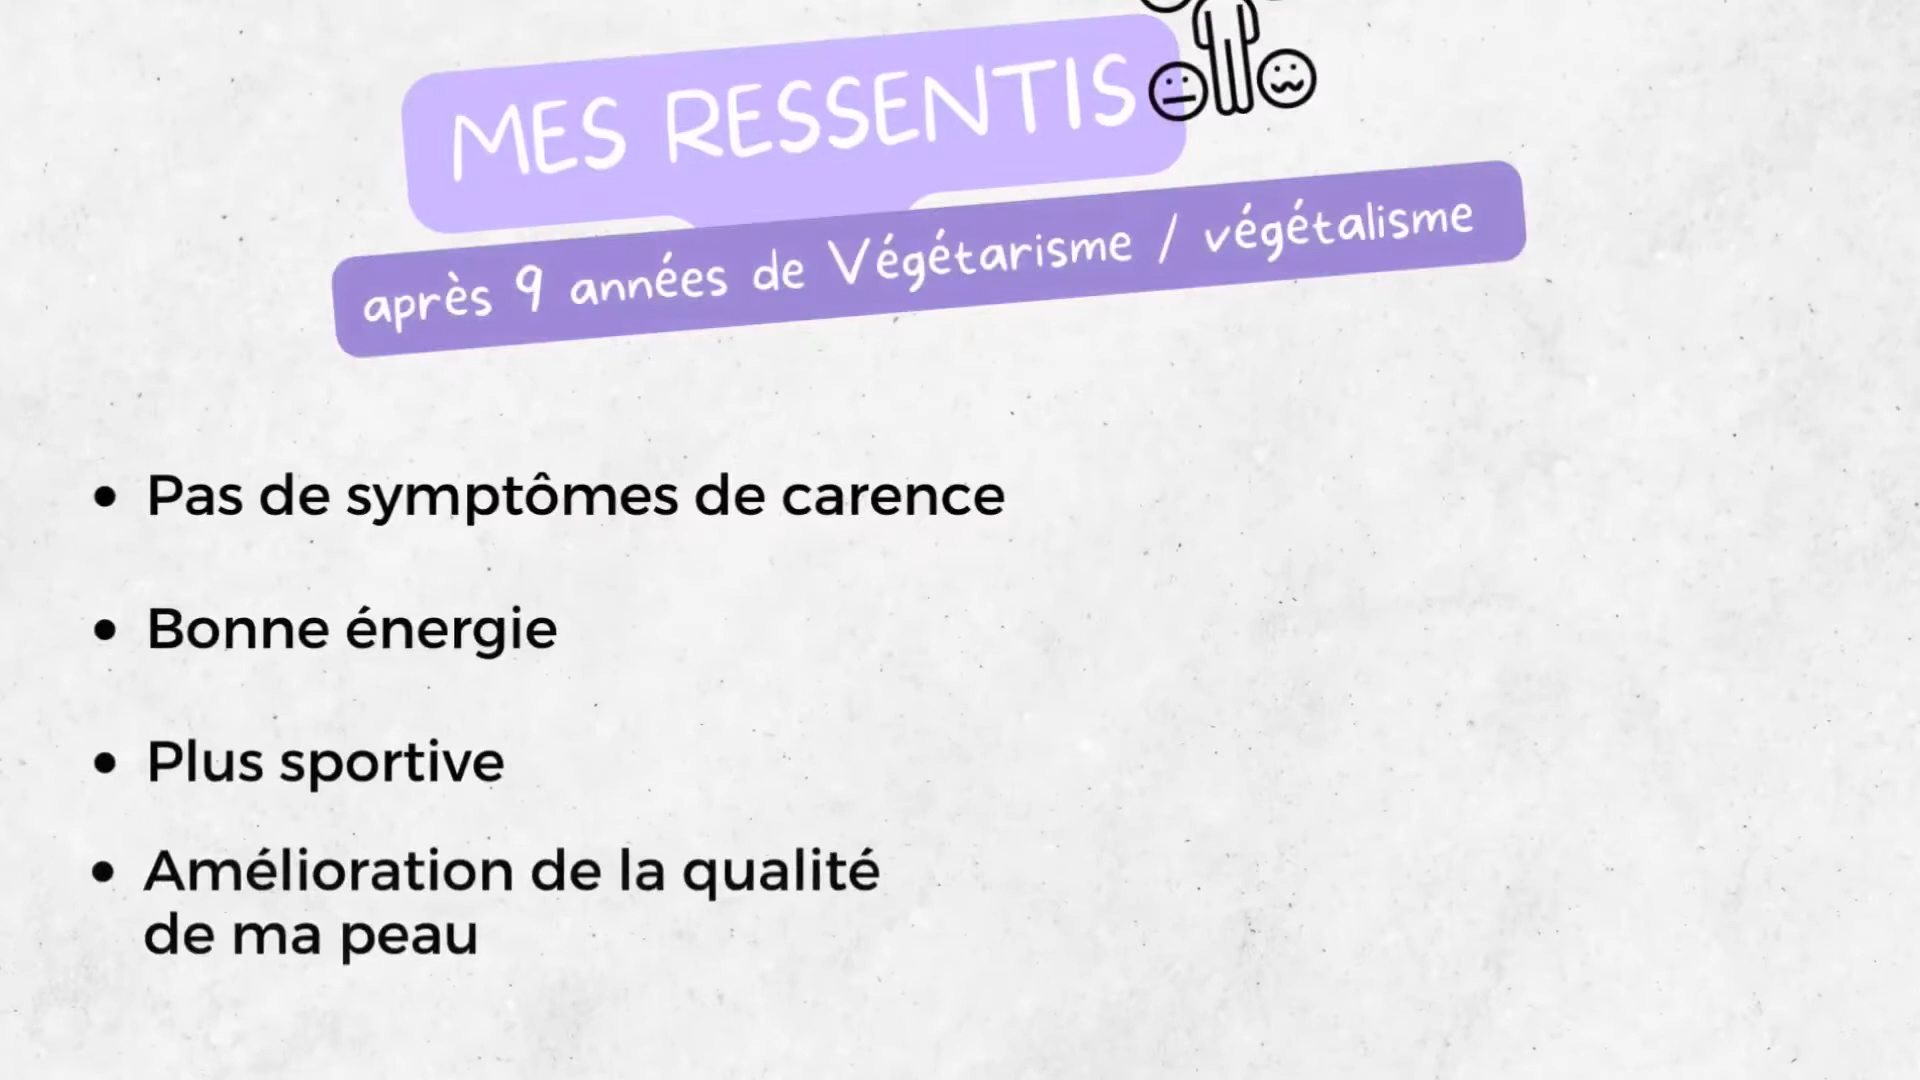 MES RESSENTIS
après 9 années de Végétarisme / végétalisme
• Pas de symptômes de carence
• Bonne énergie
• Plus sportive
• Amélioration de la qualité
de ma peau